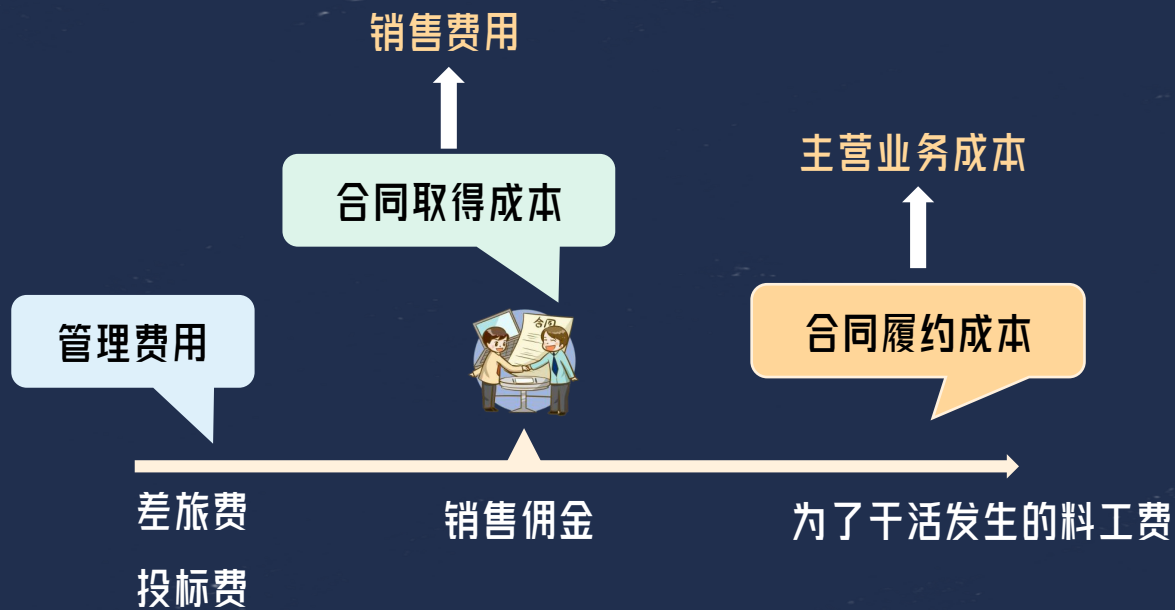 销售费用
合同取得成本
主营业务成本
管理费用
合同
合同履约成本
差旅费
投标费
销售佣金
为了干活发生的料工费